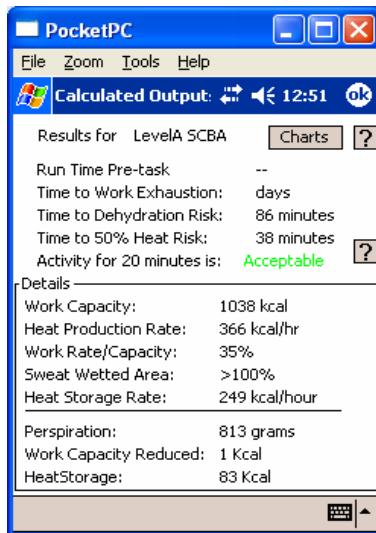 PocketPC
File Zoom Tools Help
Calculated Output: 12:51 ok
Results for LevelA SCBA Charts ?
Run Time Pre-task --
Time to Work Exhaustion: days
Time to Dehydration Risk: 86 minutes
Time to 50% Heat Risk: 38 minutes
Activity for 20 minutes is: Acceptable ?
Details
Work Capacity: 1038 kcal
Heat Production Rate: 366 kcal/hr
Work Rate/Capacity: 35%
Sweat Wetted Area: >100%
Heat Storage Rate: 249 kcal/hour
Perspiration: 813 grams
Work Capacity Reduced: 1 Kcal
HeatStorage: 83 Kcal